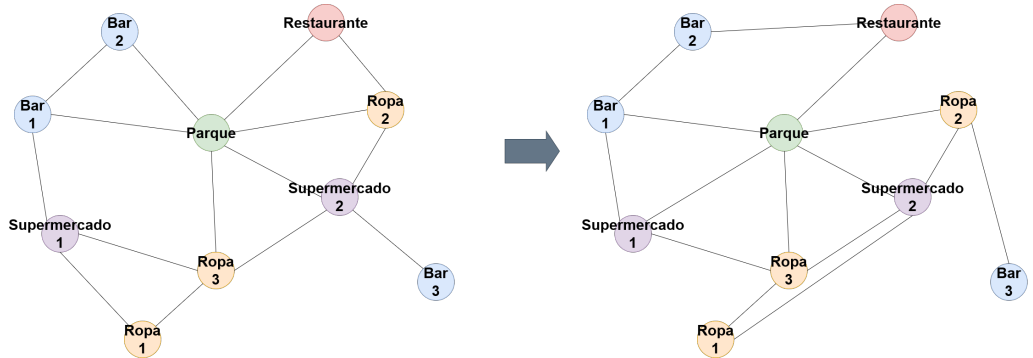 Bar
2
Restaurante
Bar
1
Ropa
2
Parque
Supermercado
2
Supermercado
1
Ropa
3
Bar
3
Ropa
1
Bar
2
Restaurante
Bar
1
Ropa
2
Parque
Supermercado
2
Supermercado
1
Ropa
3
Bar
3
Ropa
1